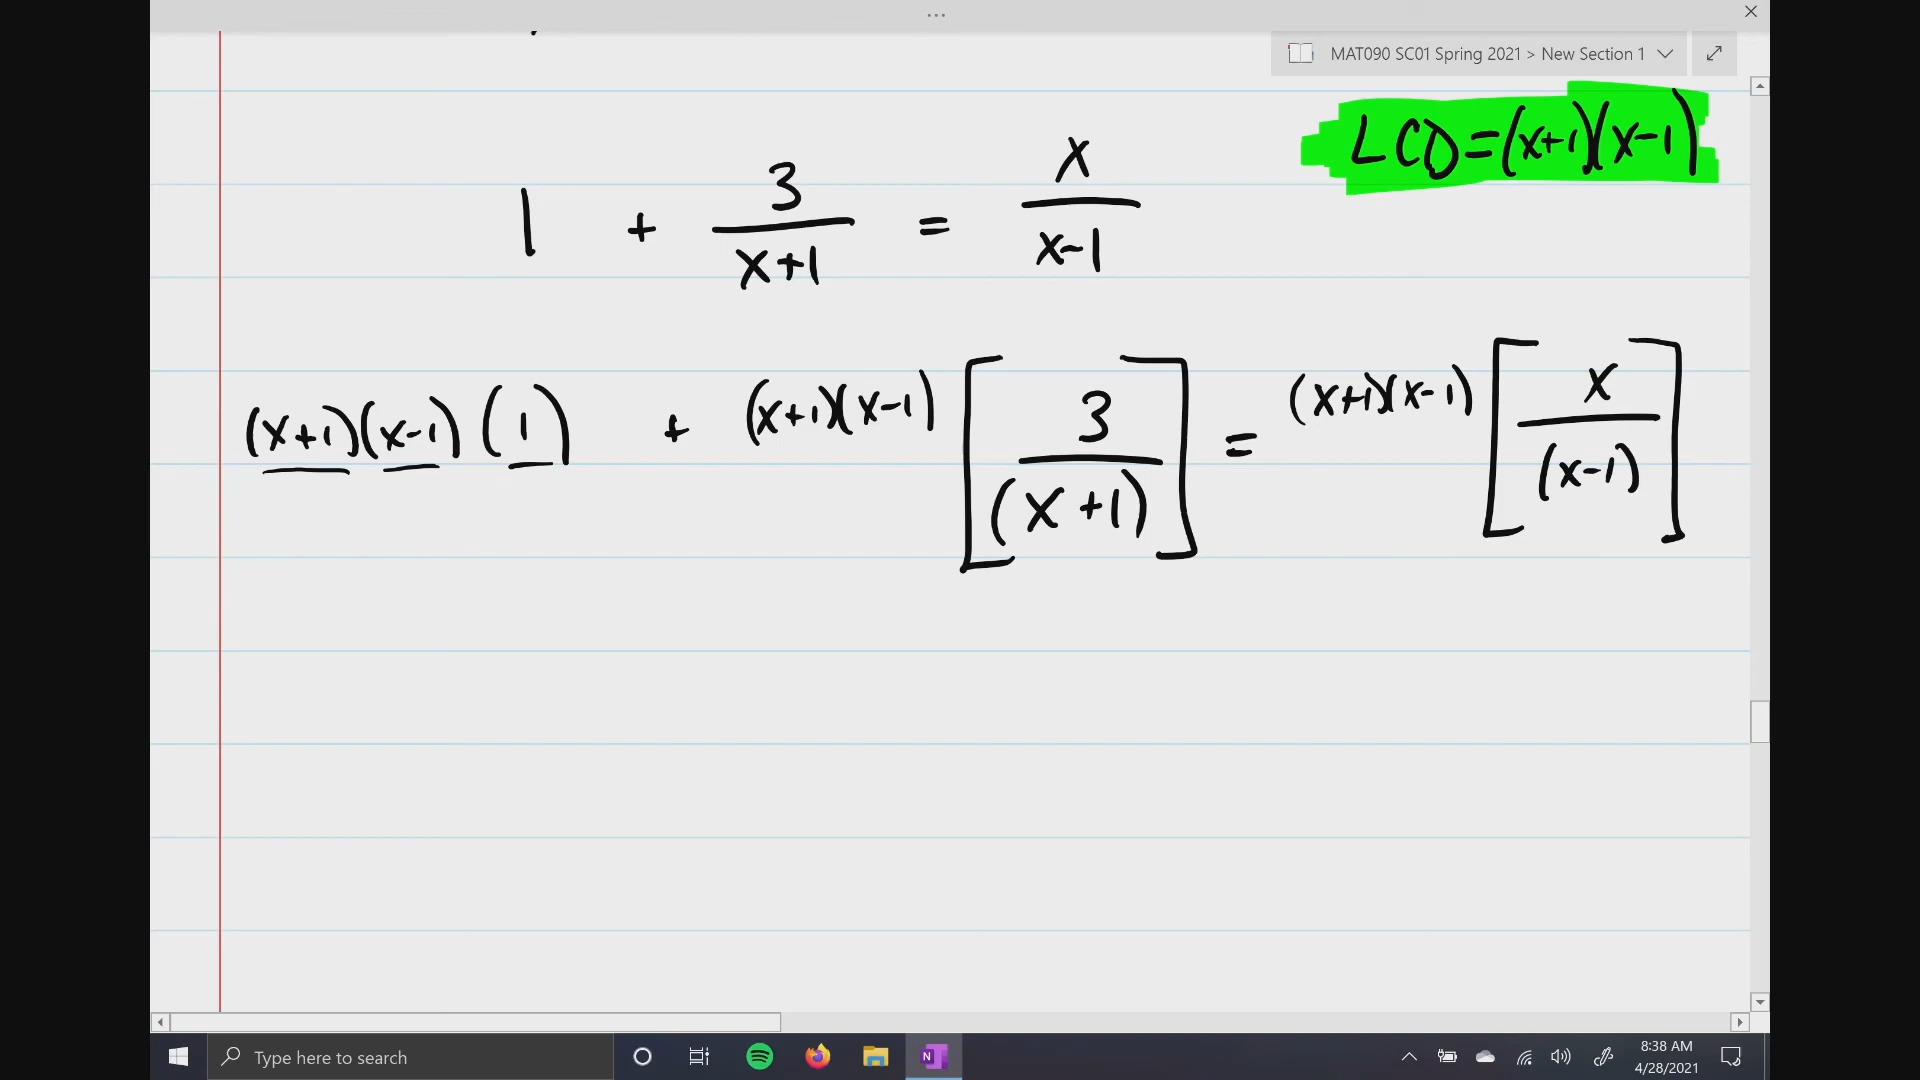 ...
MAT090 SC01 Spring 2021 > New Section 1
LCD=(x+1)(x-1)
1 + 3/(x+1) = x/(x-1)
(x+1)(x-1)(1) + (x+1)(x-1)[3/(x+1)] = (x+1)(x-1)[x/(x-1)]
Type here to search
N
8:38 AM
4/28/2021